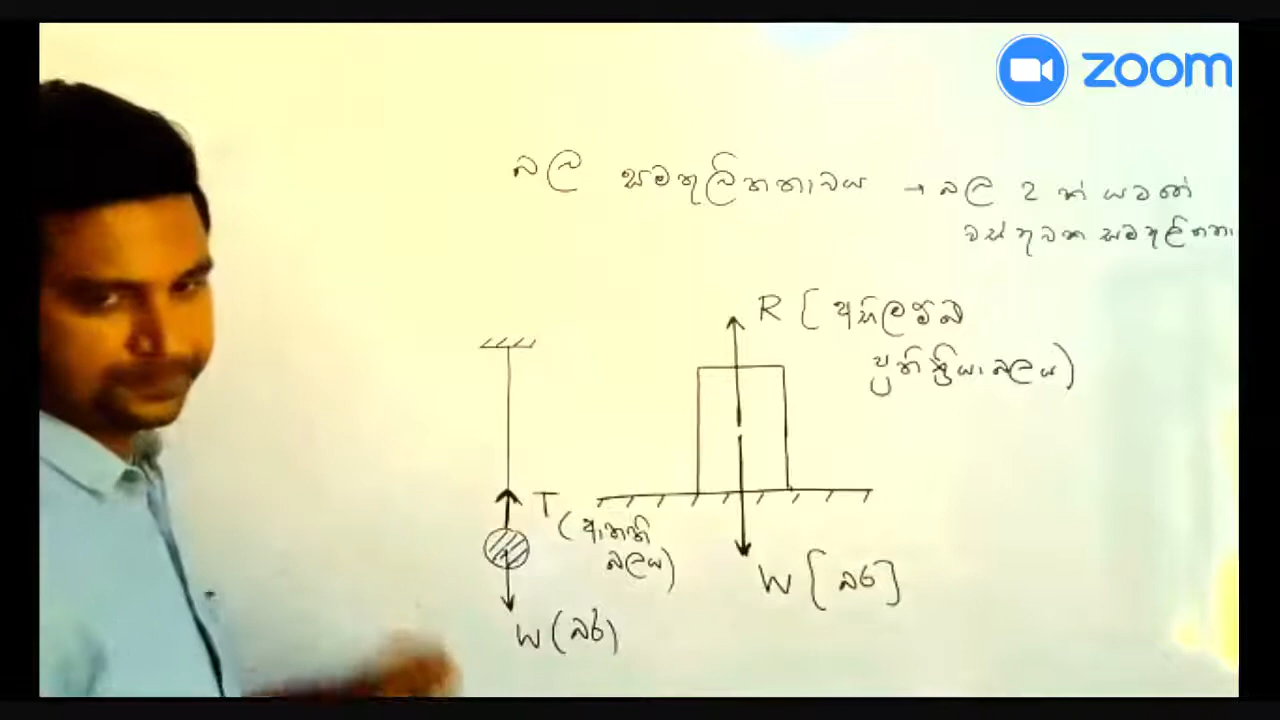 zoom
බල සමතුලිතතාවය → බල 2 ක් යටතේ
වස්තුවක සමතුලිතතා
R [ අභිලම්බ
ප්‍රතික්‍රියා බලය)
T
( ආතති
බලය)
W [ බර ]
W ( බර )